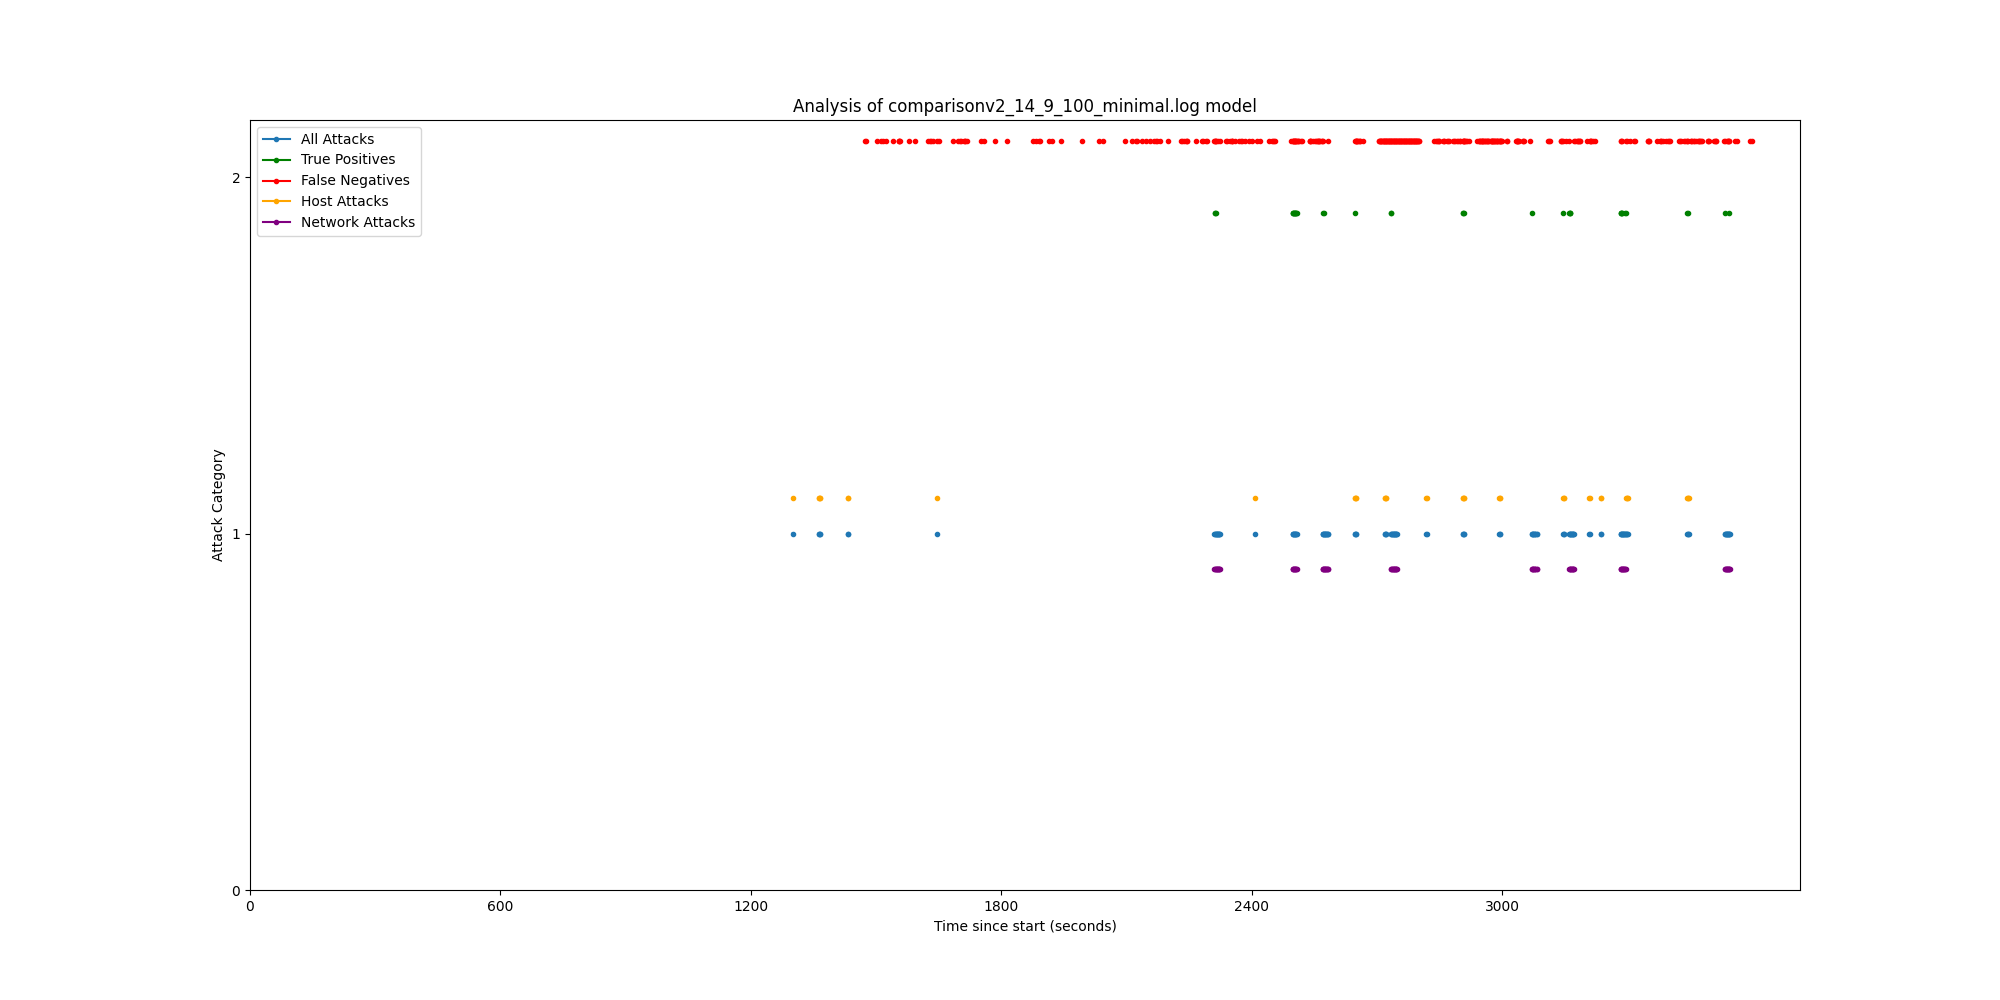 Analysis of comparisonv2_14_9_100_minimal.log model
All Attacks
True Positives
False Negatives
Host Attacks
Network Attacks
2
1
0
Attack Category
0 600 1200 1800 2400 3000
Time since start (seconds)